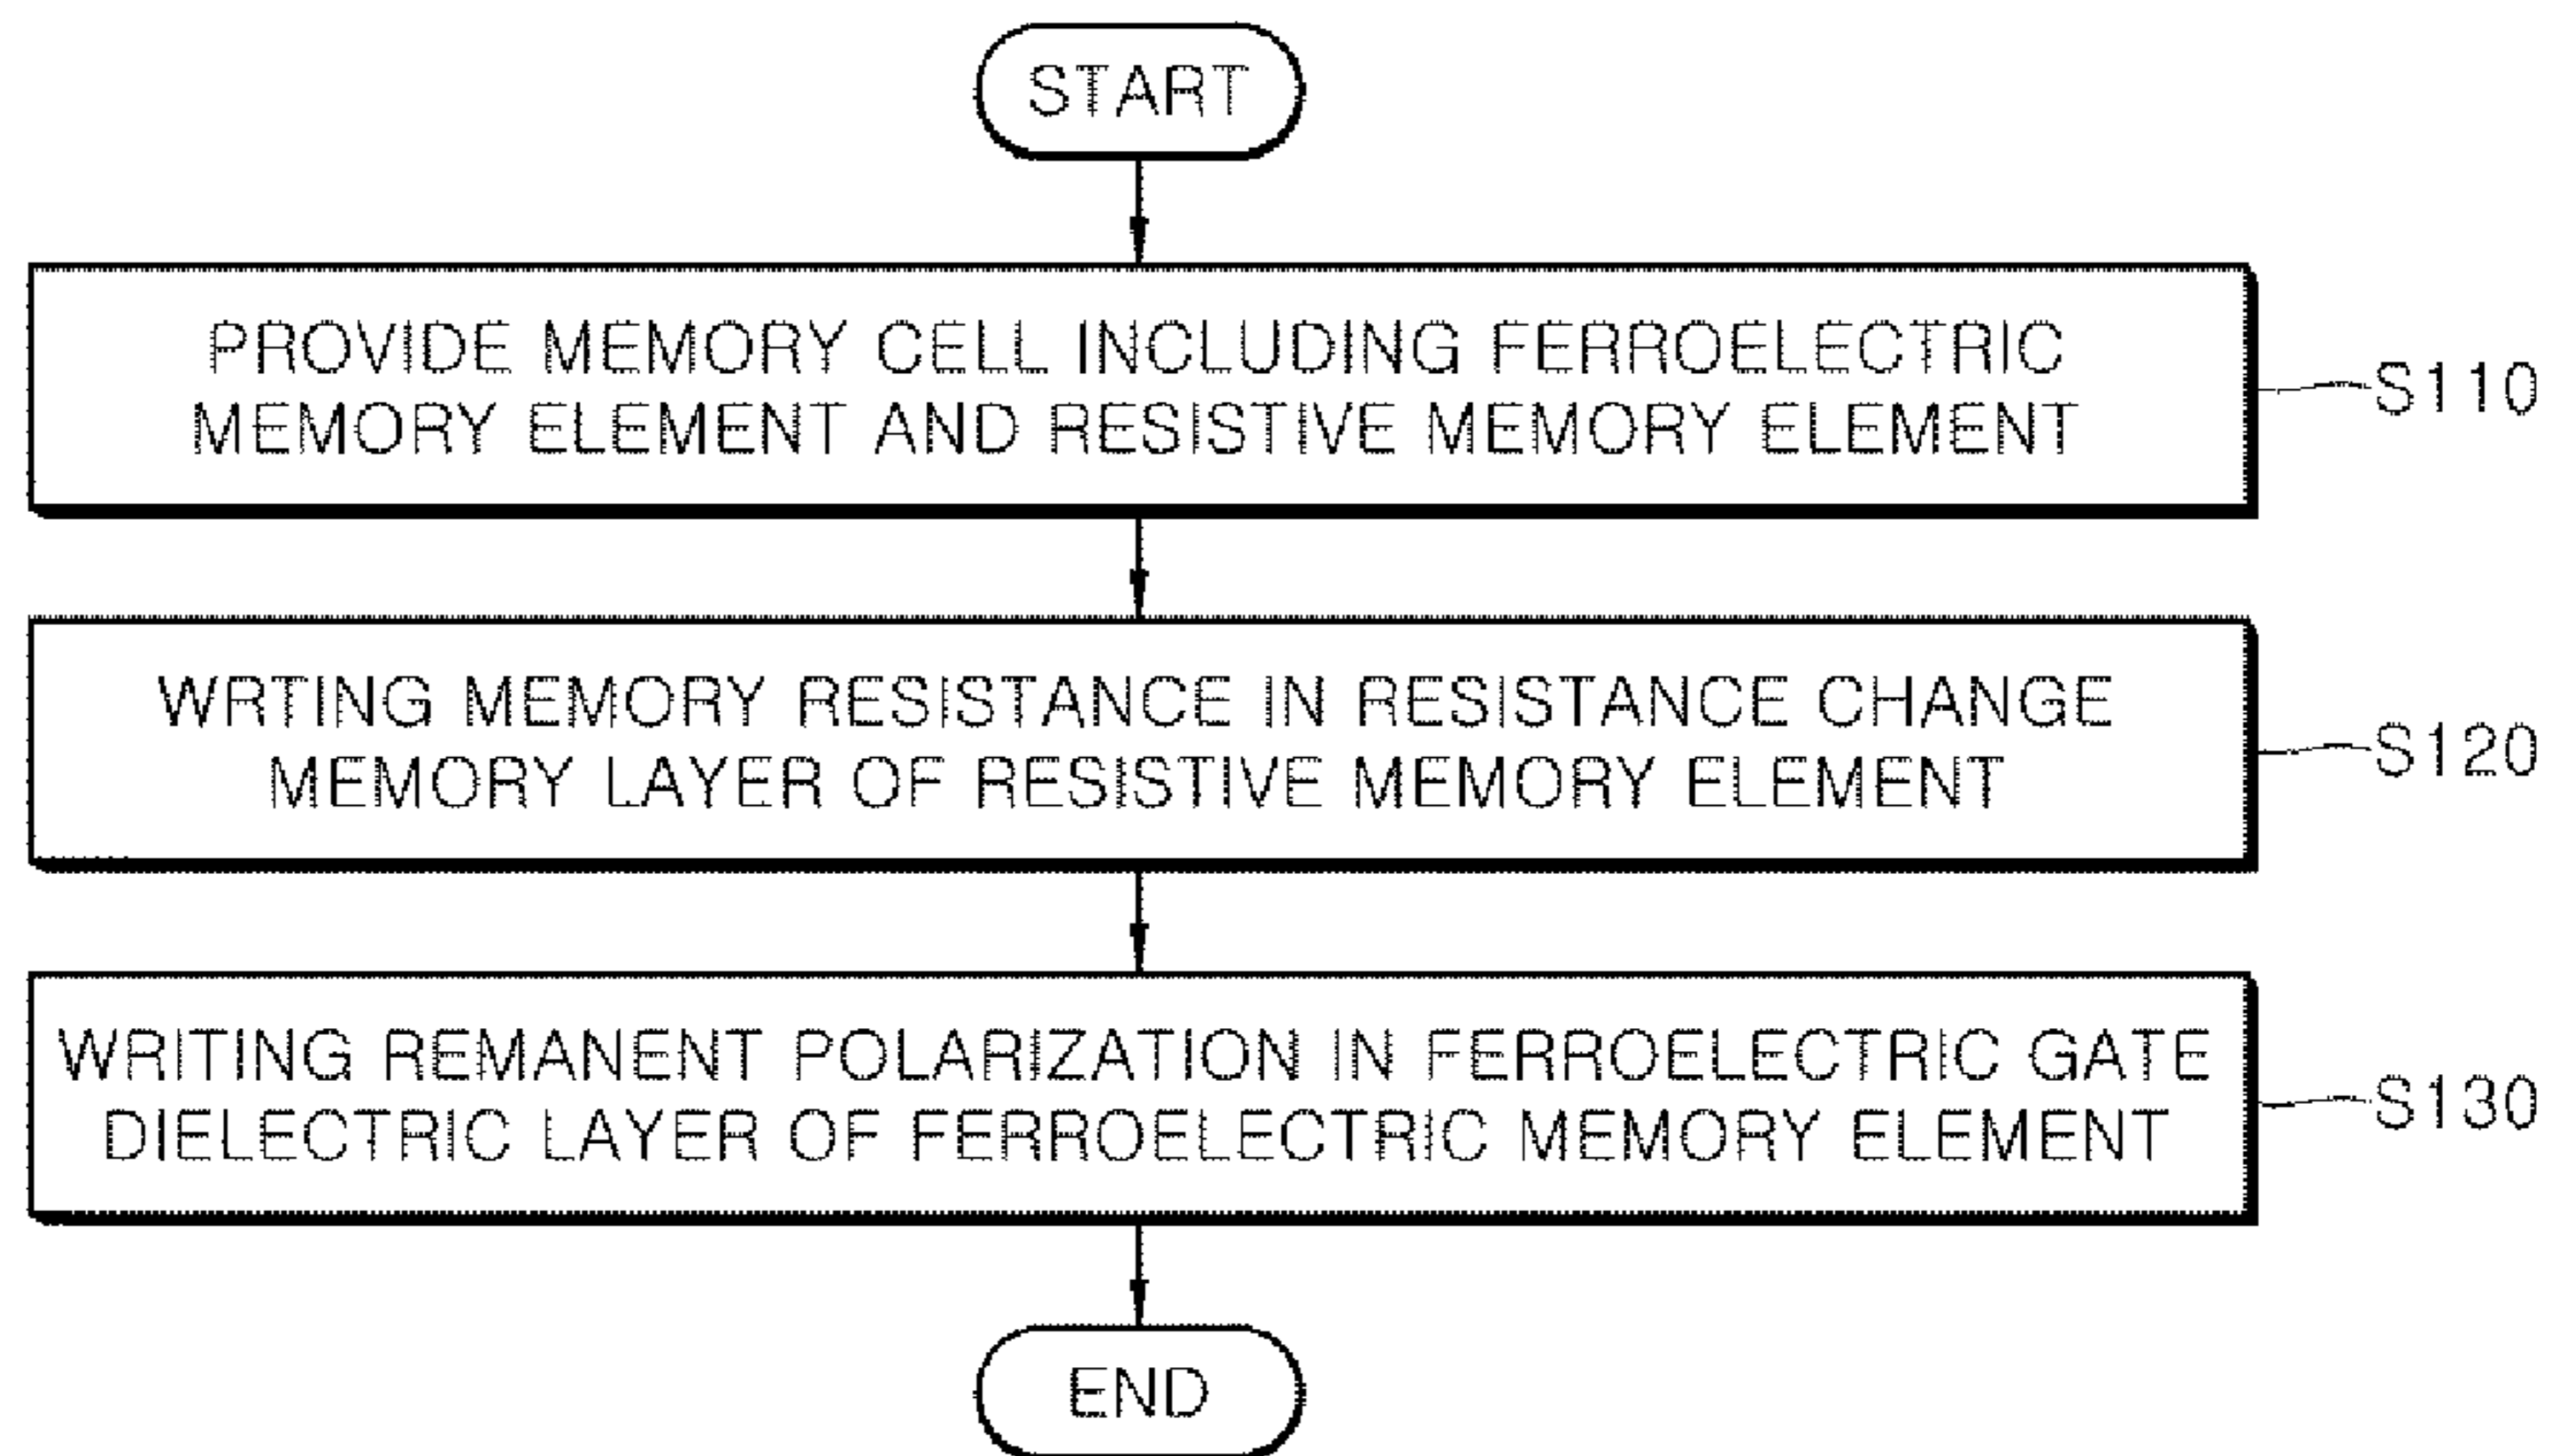 START
PROVIDE MEMORY CELL INCLUDING FERROELECTRIC
MEMORY ELEMENT AND RESISTIVE MEMORY ELEMENT
S110
WRTING MEMORY RESISTANCE IN RESISTANCE CHANGE
MEMORY LAYER OF RESISTIVE MEMORY ELEMENT
S120
WRITING REMANENT POLARIZATION IN FERROELECTRIC GATE
DIELECTRIC LAYER OF FERROELECTRIC MEMORY ELEMENT
S130
END